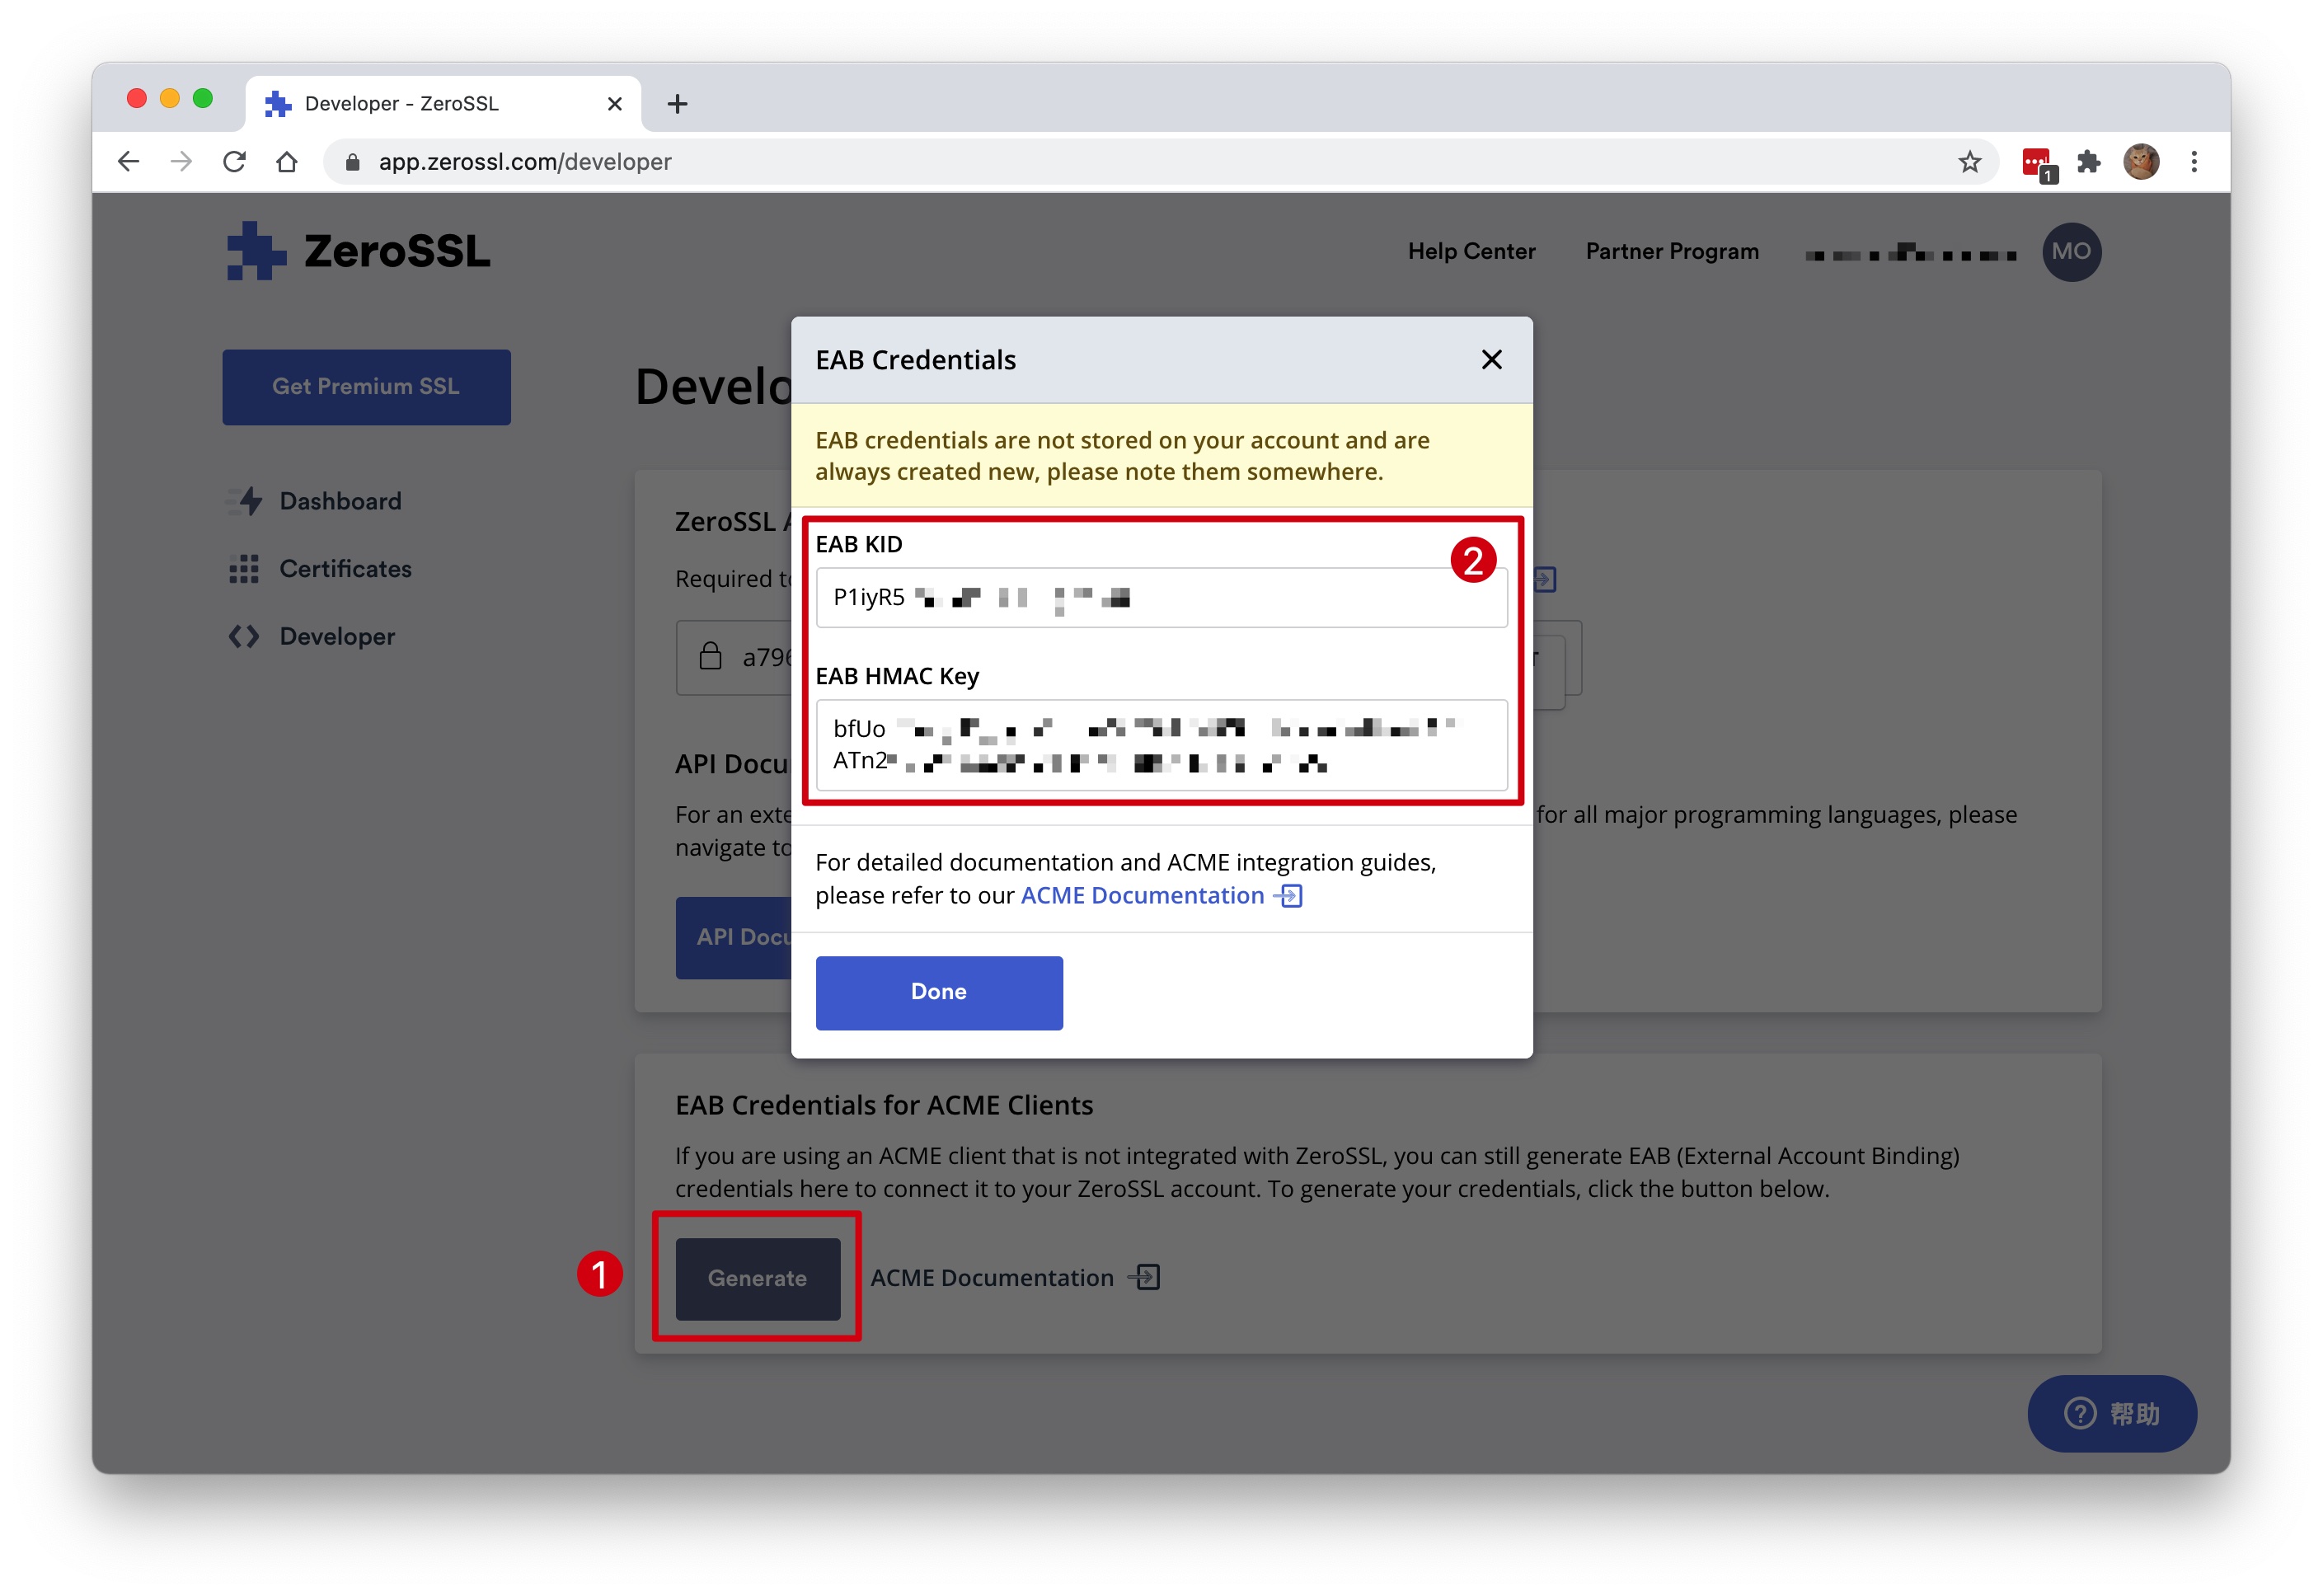 Developer - ZeroSSL
app.zerossl.com/developer
1
ZeroSSL
Help Center
Partner Program
MO
Get Premium SSL
Dashboard
Certificates
Developer
Develo
ZeroSSL A
Required to
a796
r
API Docu
For an exte for all major programming languages, please
navigate to
API Docu
EAB Credentials
EAB credentials are not stored on your account and are
always created new, please note them somewhere.
EAB KID
2
P1iyR5
EAB HMAC Key
bfUo
ATn2
For detailed documentation and ACME integration guides,
please refer to our ACME Documentation
Done
EAB Credentials for ACME Clients
If you are using an ACME client that is not integrated with ZeroSSL, you can still generate EAB (External Account Binding)
credentials here to connect it to your ZeroSSL account. To generate your credentials, click the button below.
1
Generate
ACME Documentation
帮助